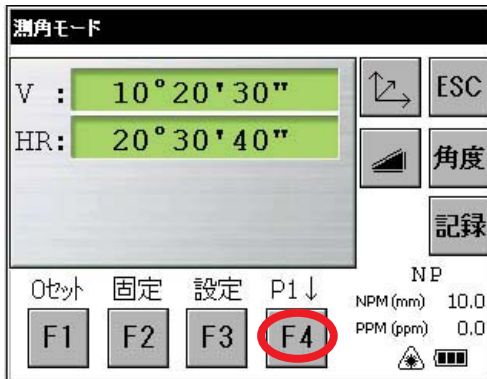 測角モード
V : 10°20'30"
HR: 20°30'40"
ESC
角度
記録
0セット 固定 設定 P1↓
F1 F2 F3 F4
NP
NPM (mm) 10.0
PPM (ppm) 0.0